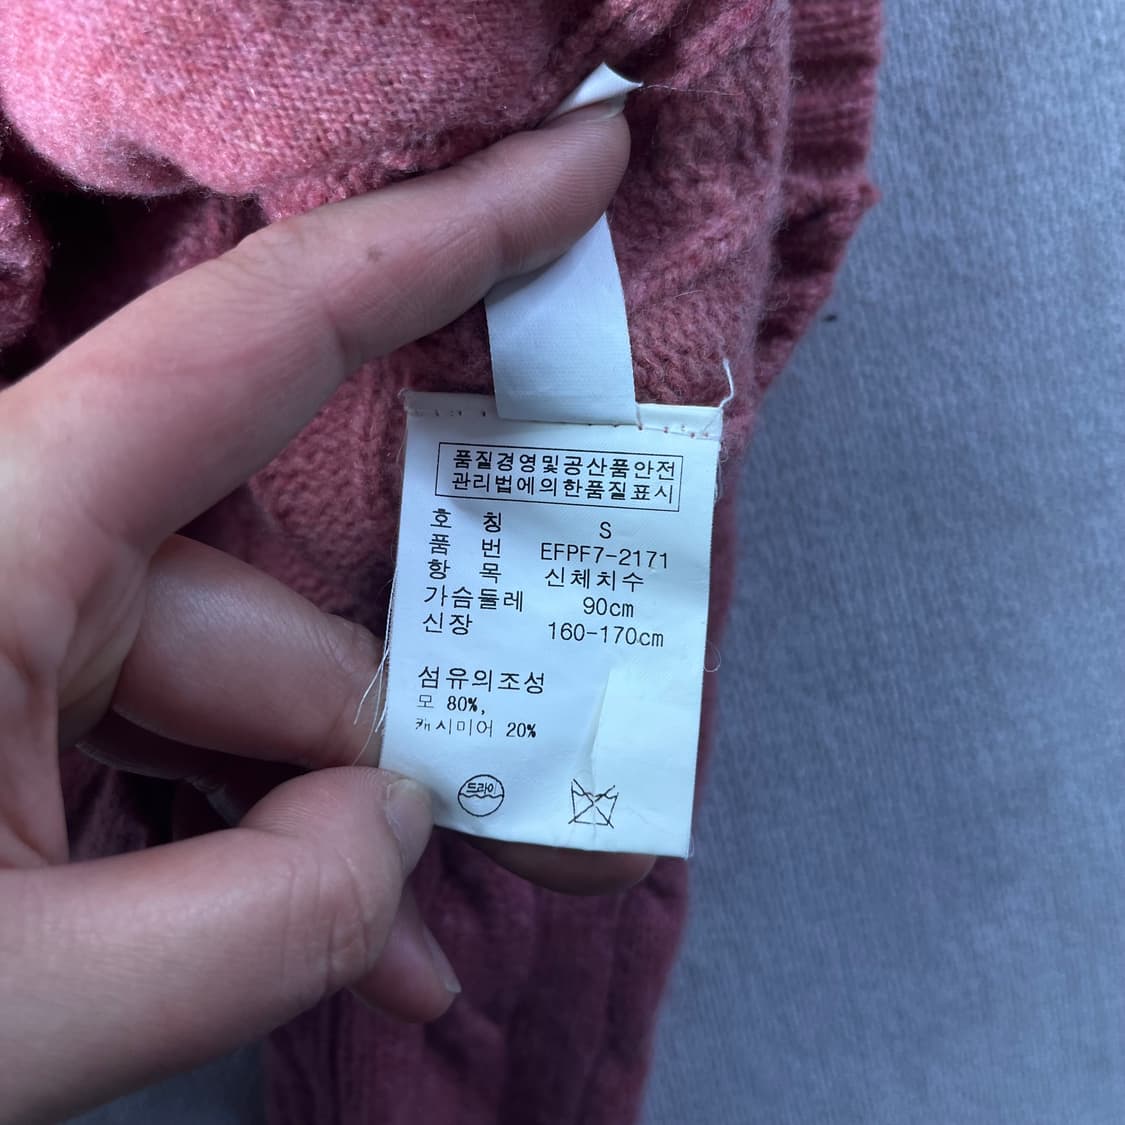 품질경영및공산품안전
관리법에의한품질표시
호 칭 S
품 번 EFPF7-2171
항 목 신체치수
가슴둘레 90cm
신장 160-170cm
섬유의조성
모 80%,
캐시미어 20%
드라이